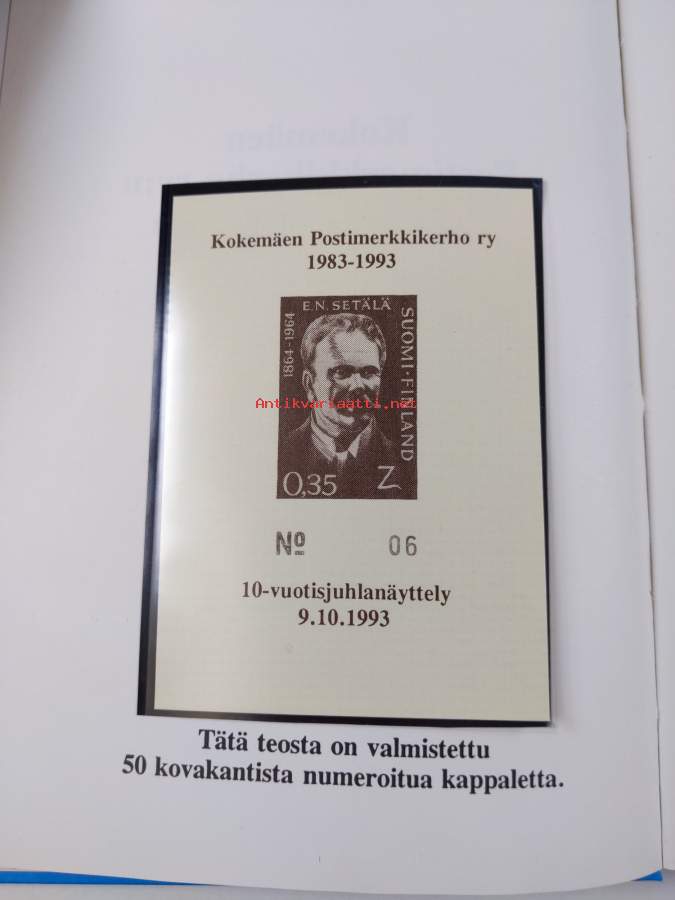 Kokemäen Postimerkkikerho ry
1983-1993
E.N. SETÄLÄ
1864-1964
SUOMI·FINLAND
Antikvariaatti.net
0,35
Nº 06
10-vuotisjuhlanäyttely
9.10.1993
Tätä teosta on valmistettu
50 kovakantista numeroitua kappaletta.